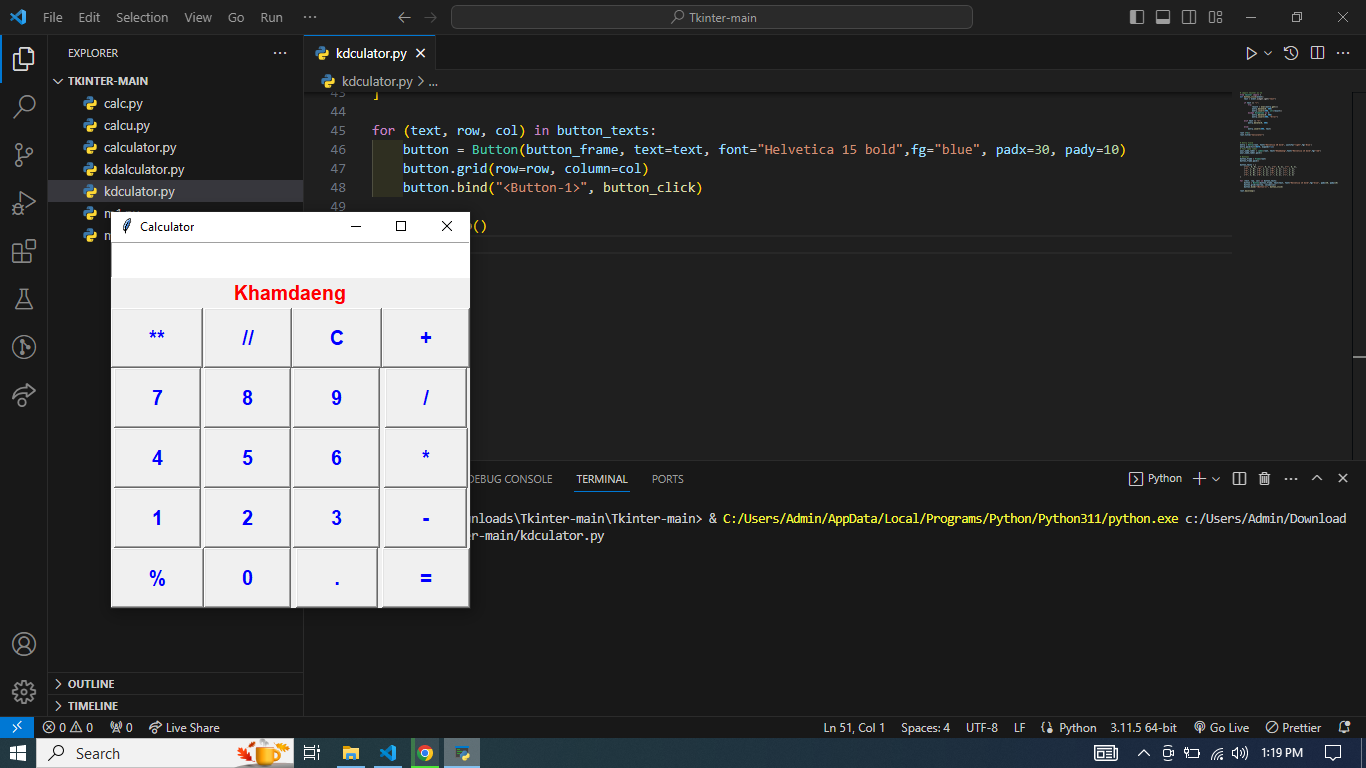 File Edit Selection View Go Run ··· Tkinter-main
EXPLORER ···
TKINTER-MAIN
calc.py
calcu.py
calculator.py
kdalculator.py
kdculator.py
kdculator.py
kdculator.py > ...
43 ]
44
45 for (text, row, col) in button_texts:
46 button = Button(button_frame, text=text, font="Helvetica 15 bold",fg="blue", padx=30, pady=10)
47 button.grid(row=row, column=col)
48 button.bind("<Button-1>", button_click)
49
()
Calculator
Khamdaeng
** // C +
7 8 9 /
4 5 6 *
1 2 3 -
% 0 . =
DEBUG CONSOLE TERMINAL PORTS
Python
nloads\Tkinter-main\Tkinter-main> & C:/Users/Admin/AppData/Local/Programs/Python/Python311/python.exe c:/Users/Admin/Download
er-main/kdculator.py
OUTLINE
TIMELINE
0 0 0 Live Share Ln 51, Col 1 Spaces: 4 UTF-8 LF Python 3.11.5 64-bit Go Live Prettier
Search 1:19 PM